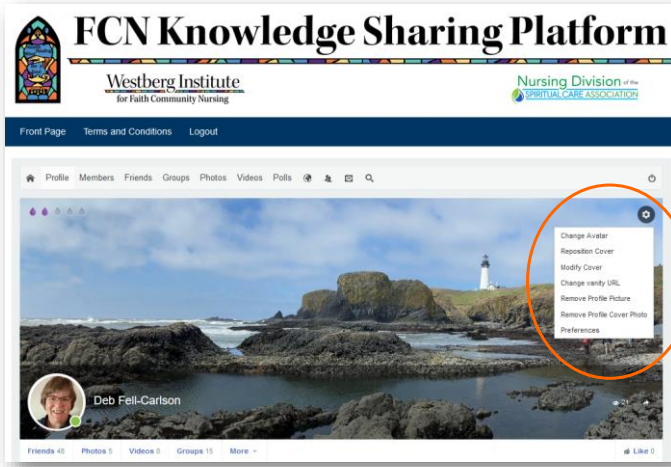 FCN Knowledge Sharing Platform
Westberg Institute
for Faith Community Nursing
Nursing Division of the
SPIRITUAL CARE ASSOCIATION
Front Page Terms and Conditions Logout
Profile Members Friends Groups Photos Videos Polls
Change Avatar
Reposition Cover
Modify Cover
Change vanity URL
Remove Profile Picture
Remove Profile Cover Photo
Preferences
Deb Fell-Carlson
21
Friends 48 Photos 5 Videos 0 Groups 15 More Like 0